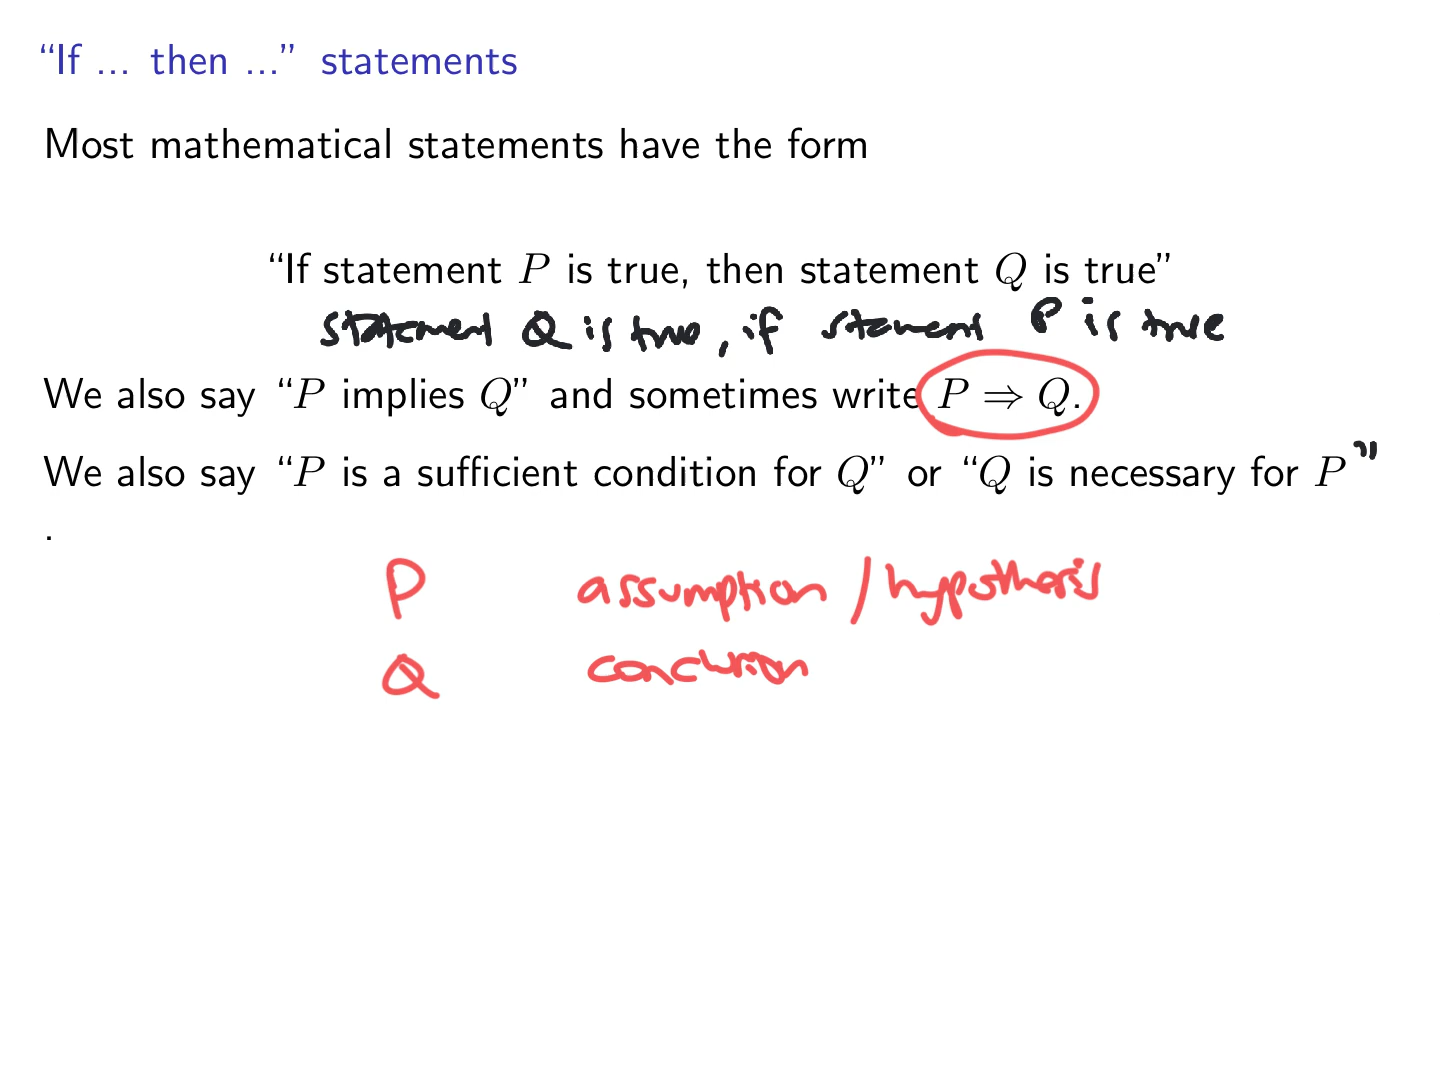 “If ... then ...” statements
Most mathematical statements have the form
“If statement P is true, then statement Q is true”
statement Q is true, if statement P is true
We also say “P implies Q” and sometimes write P ⇒ Q.
We also say “P is a sufficient condition for Q” or “Q is necessary for P”
.
P assumption / hypothesis
Q conclusion